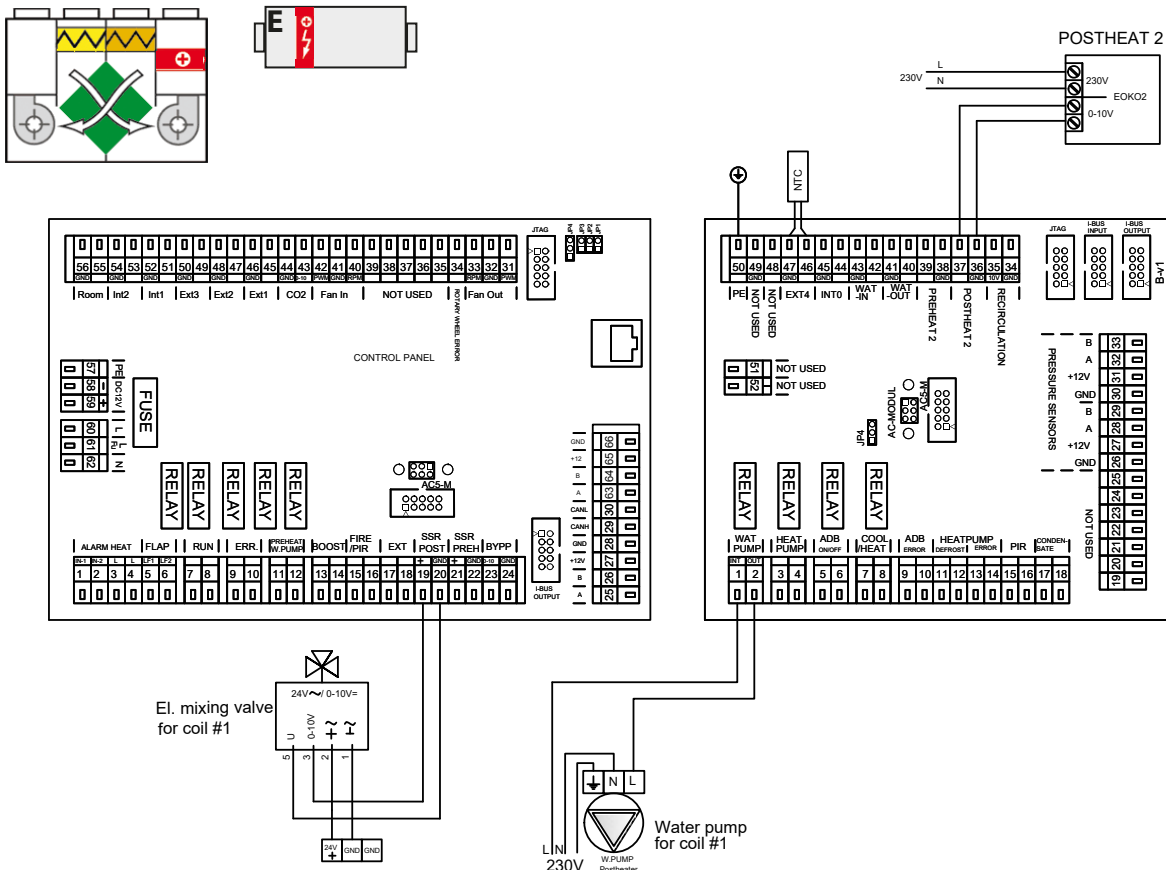 E
POSTHEAT 2
L
230V
N
230V
EOKO2
0-10V
NTC
JTAG
JP4
JP3
JP2
JP1
56 55 54 53 52 51 50 49 48 47 46 45 44 43 42 41 40 39 38 37 36 35 34 33 32 31
GND GND GND GND GND GND GND 0-10 PWM GND RPM RPM GND PWM
Room Int2 Int1 Ext3 Ext2 Ext1 CO2 Fan In NOT USED ROTARY WHEEL ERROR Fan Out
CONTROL PANEL
57 PE
58 - DC12V
59 +
FUSE
60 L
61 L FU
62 N
RELAY RELAY RELAY RELAY RELAY
AC5-M
GND 66
+12 65
B 64
A 63
CANL 30
CANH 29
GND 28
+12V 27
B 26
A 25
I-BUS
OUTPUT
ALARM HEAT FLAP RUN ERR. PREHEAT W.PUMP BOOST FIRE /PIR EXT SSR POST SSR PREH BYPP
IN-1 IN-2 L L LF1 LF2 + GND + GND 0-10 GND
1 2 3 4 5 6 7 8 9 10 11 12 13 14 15 16 17 18 19 20 21 22 23 24
JTAG
I-BUS
INPUT
I-BUS
OUTPUT
B-v1
50 49 48 47 46 45 44 43 42 41 40 39 38 37 36 35 34
GND GND GND GND GND GND 10V GND
PE NOT USED NOT USED EXT4 INT0 WAT -IN WAT -OUT PREHEAT 2 POSTHEAT 2 RECIRCULATION
51 NOT USED
52 NOT USED
AC-MODUL
AC5-M
JP4
PRESSURE SENSORS
B 33
A 32
+12V 31
GND 30
B 29
A 28
+12V 27
GND 26
25
24
23
22
21
20
19
NOT USED
RELAY RELAY RELAY RELAY
WAT PUMP HEAT PUMP ADB ON/OFF COOL /HEAT ADB ERROR HEATPUMP DEFROST ERROR PIR CONDEN- SATE
INT OUT
1 2 3 4 5 6 7 8 9 10 11 12 13 14 15 16 17 18
El. mixing valve
for coil #1
24V~/ 0-10V=
U
0-10V
5 3 2 1
24V
+
GND GND
N L
L N
230V
W.PUMP
Postheater
Water pump
for coil #1